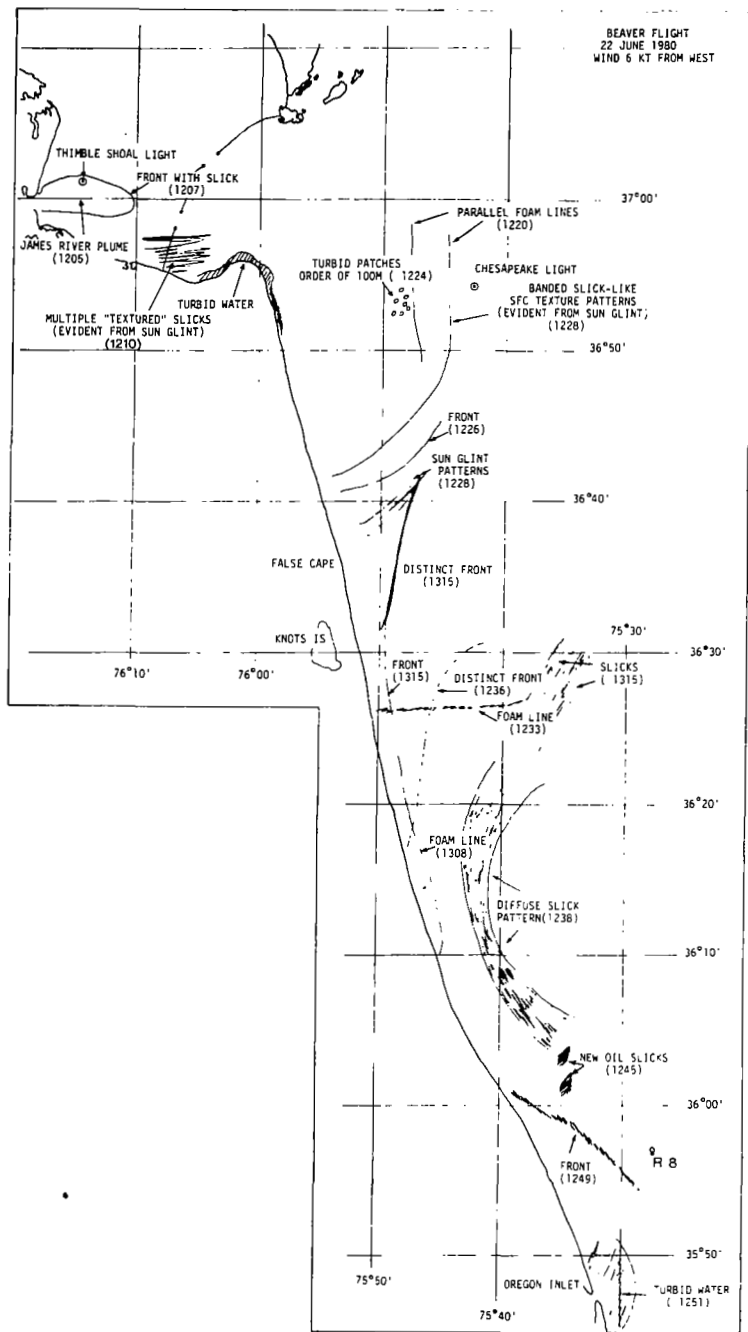 BEAVER FLIGHT
22 JUNE 1980
WIND 6 KT FROM WEST
THIMBLE SHOAL LIGHT
FRONT WITH SLICK
(1207)
37°00'
PARALLEL FOAM LINES
(1220)
JAMES RIVER PLUME
(1205)
TURBID PATCHES
ORDER OF 100M ( 1224)
CHESAPEAKE LIGHT
BANDED SLICK-LIKE
SFC TEXTURE PATTERNS
(EVIDENT FROM SUN GLINT)
(1228)
TURBID WATER
MULTIPLE "TEXTURED" SLICKS
(EVIDENT FROM SUN GLINT)
(1210)
36°50'
FRONT
(1226)
SUN GLINT
PATTERNS
(1228)
36°40'
FALSE CAPE
DISTINCT FRONT
(1315)
75°30'
KNOTS IS
36°30'
76°10'
76°00'
FRONT
(1315)
DISTINCT FRONT
(1236)
SLICKS
( 1315)
FOAM LINE
(1233)
36°20'
FOAM LINE
(1308)
DIFFUSE SLICK
PATTERN(1238)
36°10'
NEW OIL SLICKS
(1245)
36°00'
R 8
FRONT
(1249)
35°50'
75°50'
OREGON INLET
TURBID WATER
( 1251)
75°40'